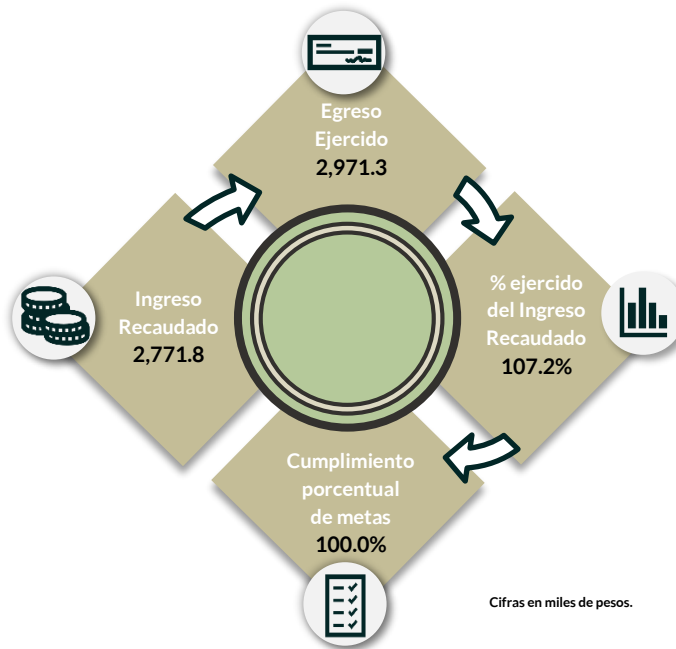 Egreso
Ejercido
2,971.3
Ingreso
Recaudado
2,771.8
% ejercido
del Ingreso
Recaudado
107.2%
Cumplimiento
porcentual
de metas
100.0%
Cifras en miles de pesos.